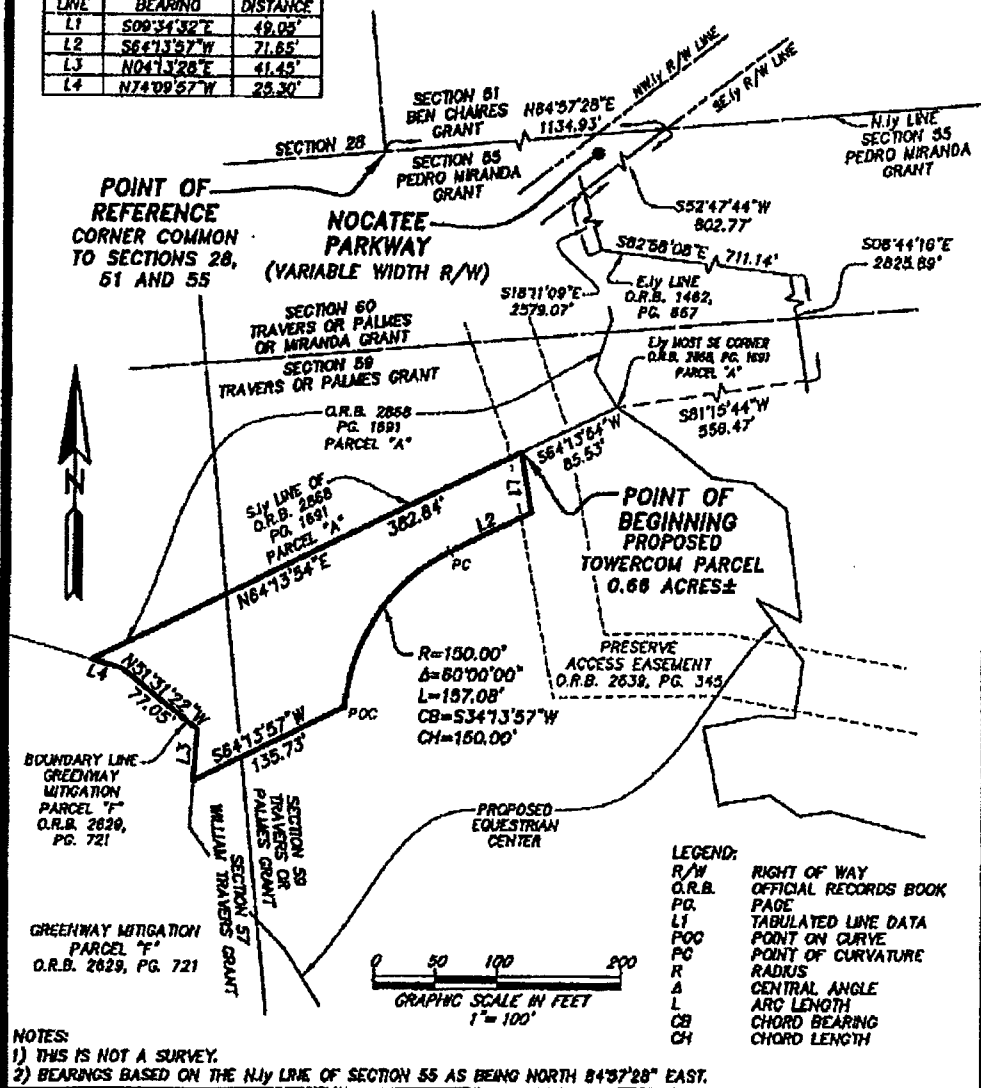 LINE BEARING DISTANCE
L1 S09°34'32"E 49.05'
L2 S64°13'57"W 71.65'
L3 N04°13'28"E 41.45'
L4 N74°09'57"W 25.30'
SECTION 61
BEN CHAIRES
GRANT
N84°57'28"E
1134.93'
NW.ly R/W LINE
SE.ly R/W LINE
SECTION 28
SECTION 55
PEDRO MIRANDA
GRANT
N.ly LINE
SECTION 55
PEDRO MIRANDA
GRANT
POINT OF
REFERENCE
CORNER COMMON
TO SECTIONS 28,
61 AND 55
NOCATEE
PARKWAY
(VARIABLE WIDTH R/W)
S52°47'44"W
802.77'
S82°58'08"E 711.14'
S18°11'09"E
2579.07'
E.ly LINE
O.R.B. 1462,
PG. 667
S08°44'16"E
2825.89'
SECTION 60
TRAVERS OR PALMES
OR MIRANDA GRANT
SECTION 59
TRAVERS OR PALMES GRANT
E.ly MOST SE CORNER
O.R.B. 2868, PG. 1691
PARCEL "A"
S81°15'44"W
556.47'
O.R.B. 2868
PG. 1691
PARCEL "A"
S64°13'54"W
85.53'
S.ly LINE OF
O.R.B. 2868
PG. 1691
PARCEL "A"
382.84'
N64°13'54"E
L1
L2
PC
POINT OF
BEGINNING
PROPOSED
TOWERCOM PARCEL
0.66 ACRES±
R=150.00'
Δ=60°00'00"
L=157.08'
CB=S34°13'57"W
CH=150.00'
PRESERVE
ACCESS EASEMENT
O.R.B. 2639, PG. 345
L4
N51°31'22"W
77.05'
L3
S64°13'57"W
135.73'
POC
BOUNDARY LINE
GREENWAY
MITIGATION
PARCEL "F"
O.R.B. 2629,
PG. 721
SECTION 59
TRAVERS OR
PALMES GRANT
SECTION 57
WILLIAM TRAVERS GRANT
PROPOSED
EQUESTRIAN
CENTER
GREENWAY MITIGATION
PARCEL "F"
O.R.B. 2629, PG. 721
N
0 50 100 200
GRAPHIC SCALE IN FEET
1"= 100'
LEGEND:
R/W RIGHT OF WAY
O.R.B. OFFICIAL RECORDS BOOK
PG. PAGE
L1 TABULATED LINE DATA
POC POINT ON CURVE
PC POINT OF CURVATURE
R RADIUS
Δ CENTRAL ANGLE
L ARC LENGTH
CB CHORD BEARING
CH CHORD LENGTH
NOTES:
1) THIS IS NOT A SURVEY.
2) BEARINGS BASED ON THE N.ly LINE OF SECTION 55 AS BEING NORTH 84°57'28" EAST.